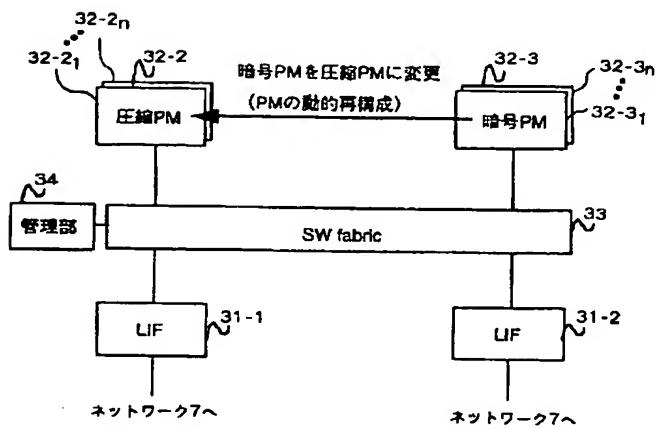 32-2n
32-2
32-21
圧縮PM
暗号PMを圧縮PMに変更
(PMの動的再構成)
32-3
32-3n
32-31
暗号PM
34
管理部
33
SW fabric
LIF
31-1
LIF
31-2
ネットワーク7へ
ネットワーク7へ